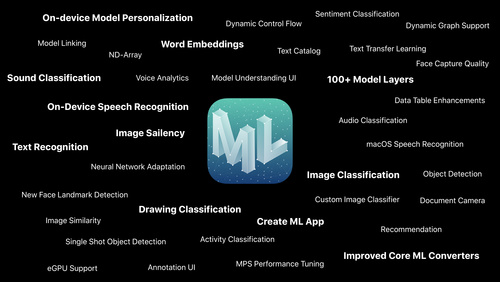 Sentiment Classification
On-device Model Personalization
Dynamic Control Flow
Dynamic Graph Support
Model Linking
Word Embeddings
ND-Array
Text Catalog
Text Transfer Learning
Face Capture Quality
Sound Classification
Voice Analytics
Model Understanding UI
100+ Model Layers
Data Table Enhancements
On-Device Speech Recognition
Audio Classification
Image Sailency
ML
Text Recognition
macOS Speech Recognition
Neural Network Adaptation
Image Classification
Object Detection
New Face Landmark Detection
Custom Image Classifier
Document Camera
Drawing Classification
Image Similarity
Create ML App
Recommendation
Single Shot Object Detection
Activity Classification
Improved Core ML Converters
eGPU Support
Annotation UI
MPS Performance Tuning